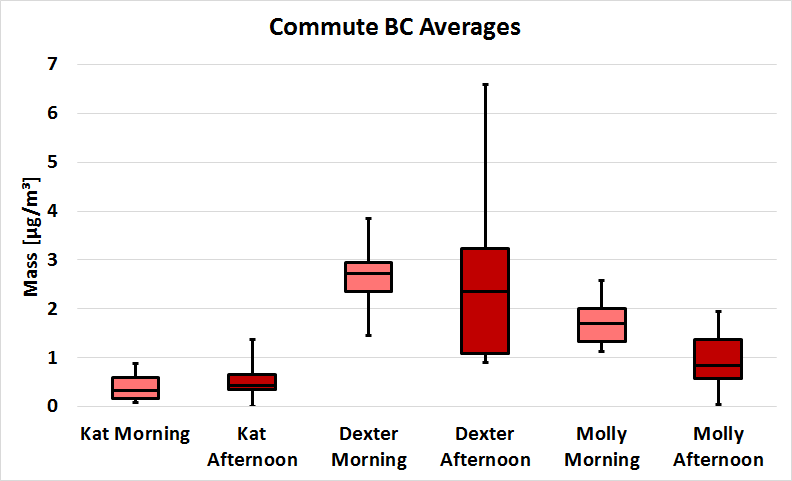 Commute BC Averages
7
6
5
4
3
2
1
0
Mass [µg/m³]
Kat Morning
Kat
Afternoon
Dexter
Morning
Dexter
Afternoon
Molly
Morning
Molly
Afternoon